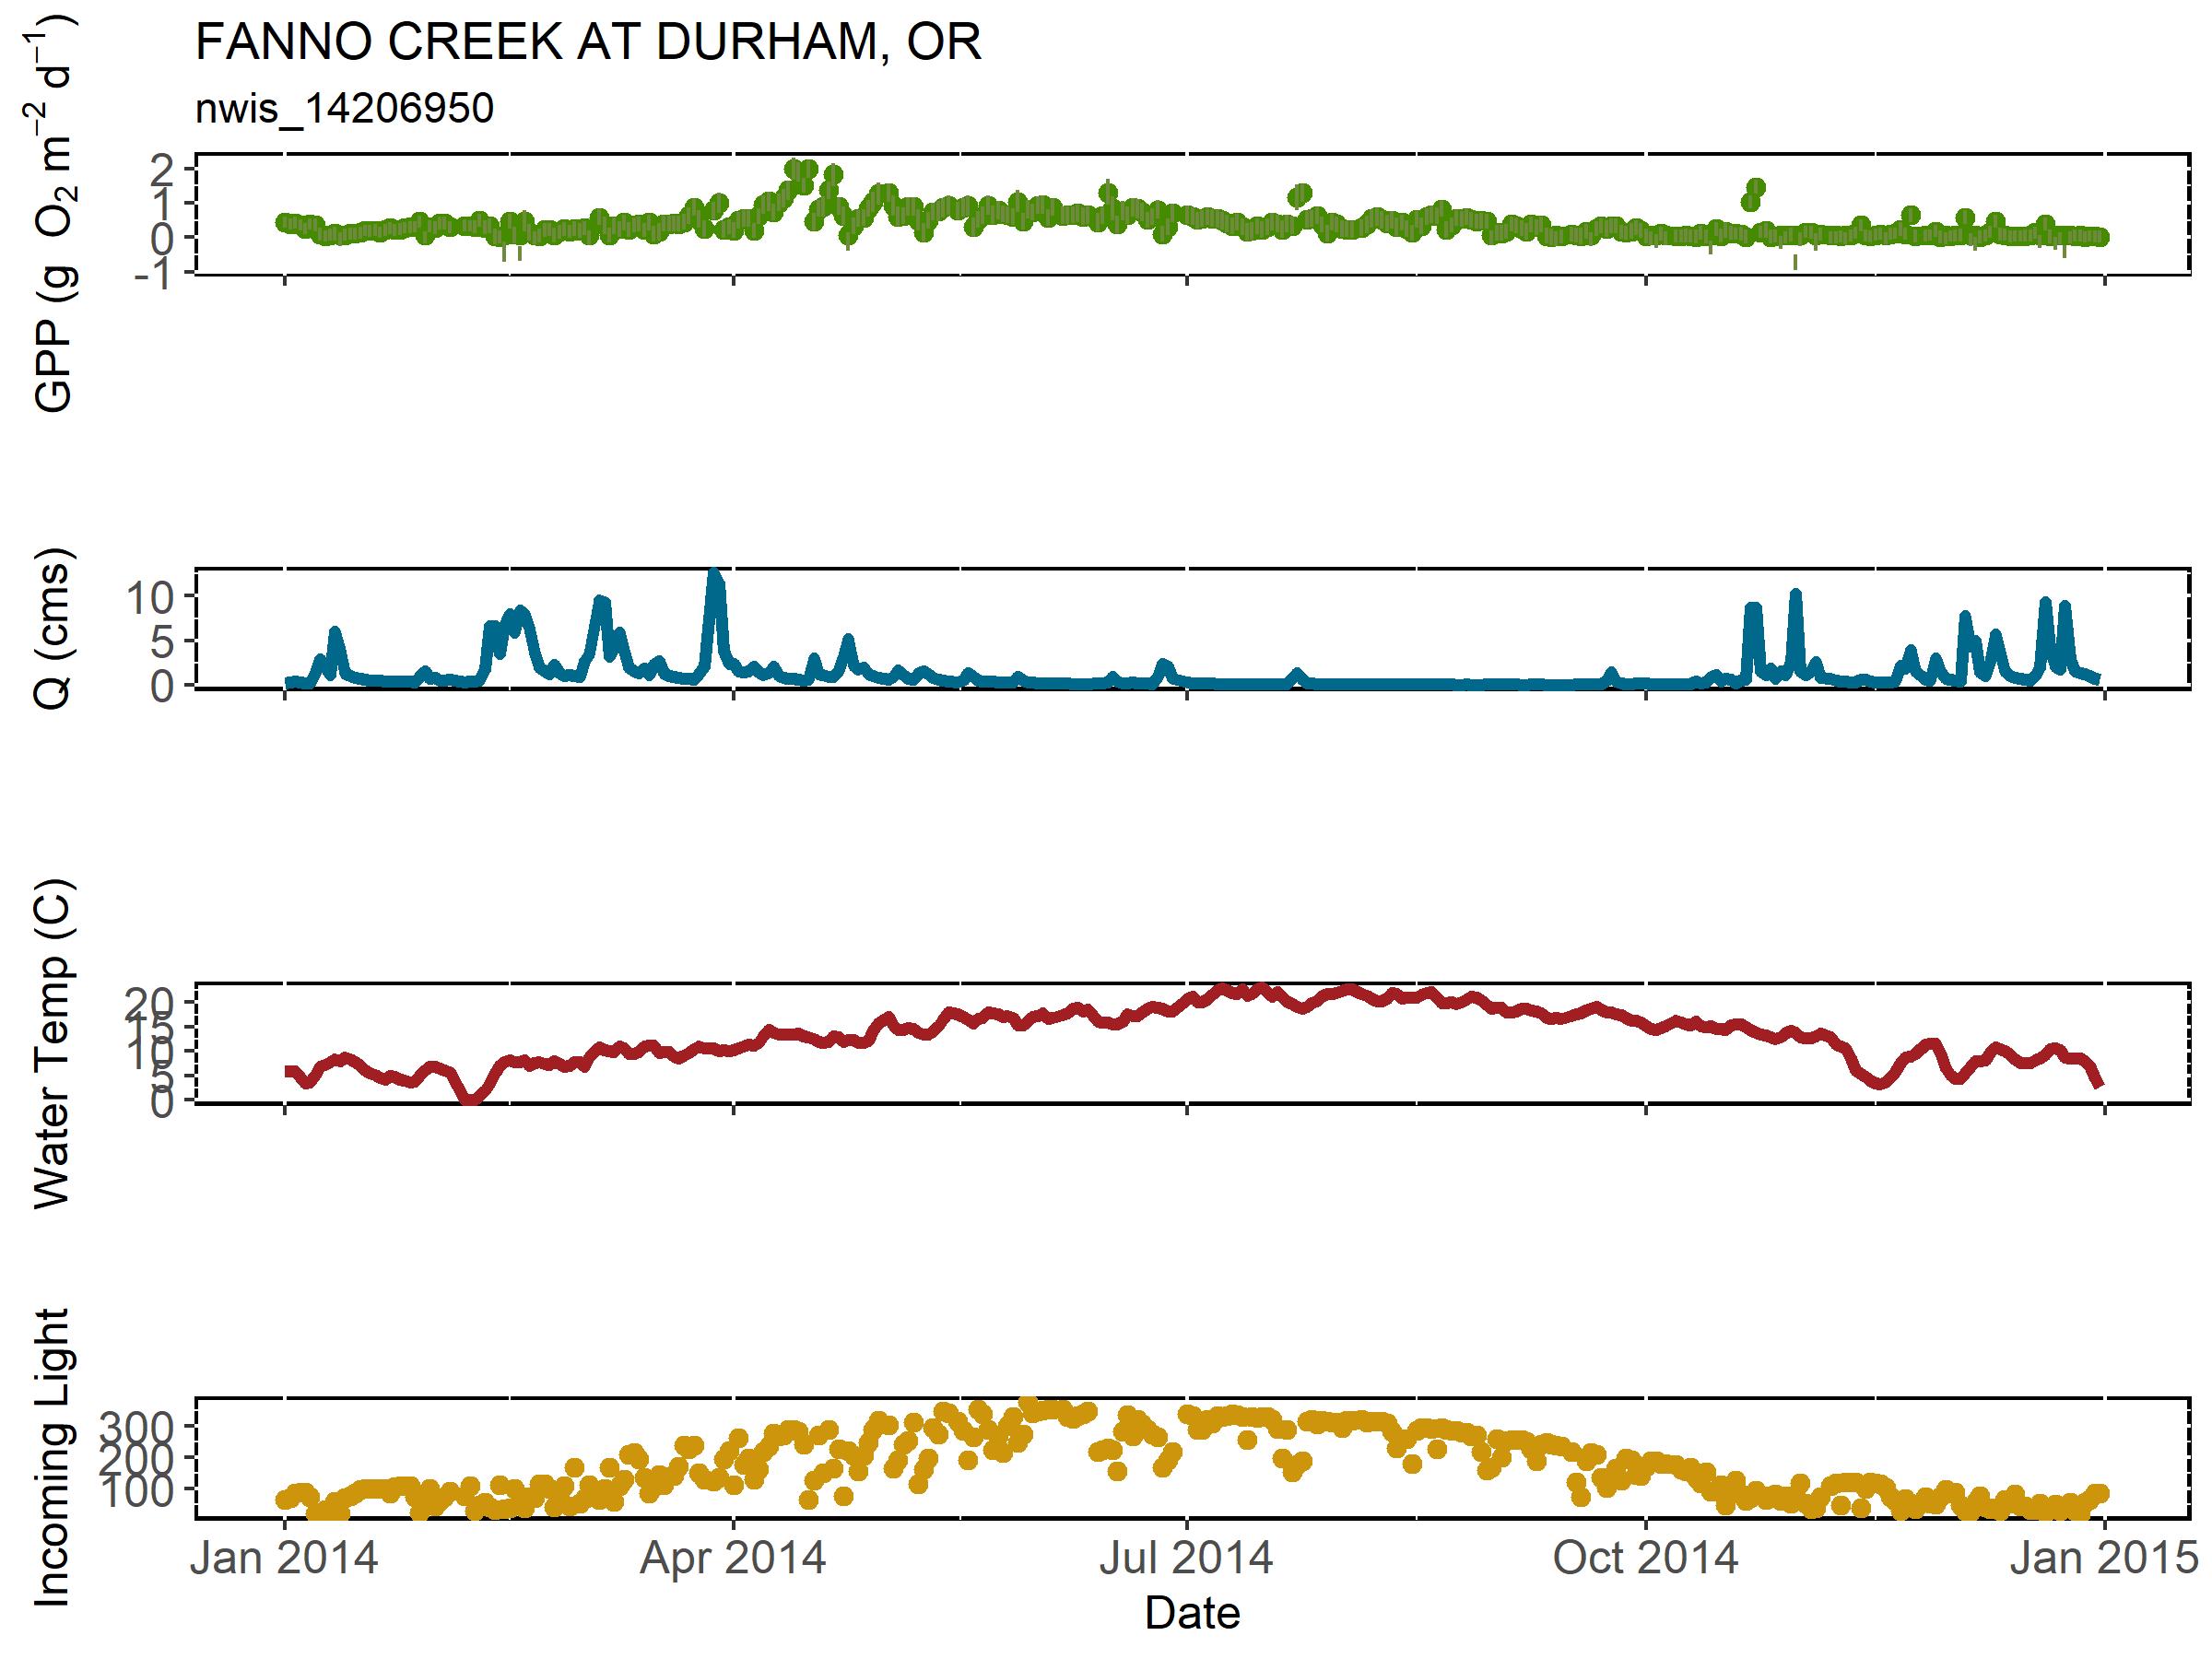 FANNO CREEK AT DURHAM, OR
nwis_14206950
GPP (g O₂ m⁻² d⁻¹)
2
1
0
-1
Q (cms)
10
5
0
Water Temp (C)
20
15
10
5
0
Incoming Light
300
200
100
Jan 2014 Apr 2014 Jul 2014 Oct 2014 Jan 2015
Date